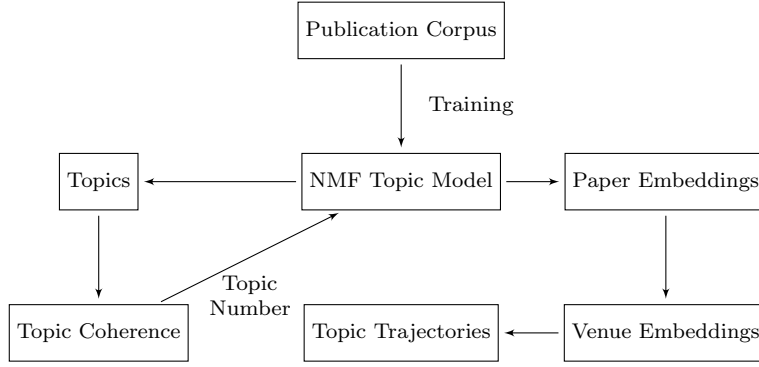 Publication Corpus
Training
Topics
NMF Topic Model
Paper Embeddings
Topic
Number
Topic Coherence
Topic Trajectories
Venue Embeddings